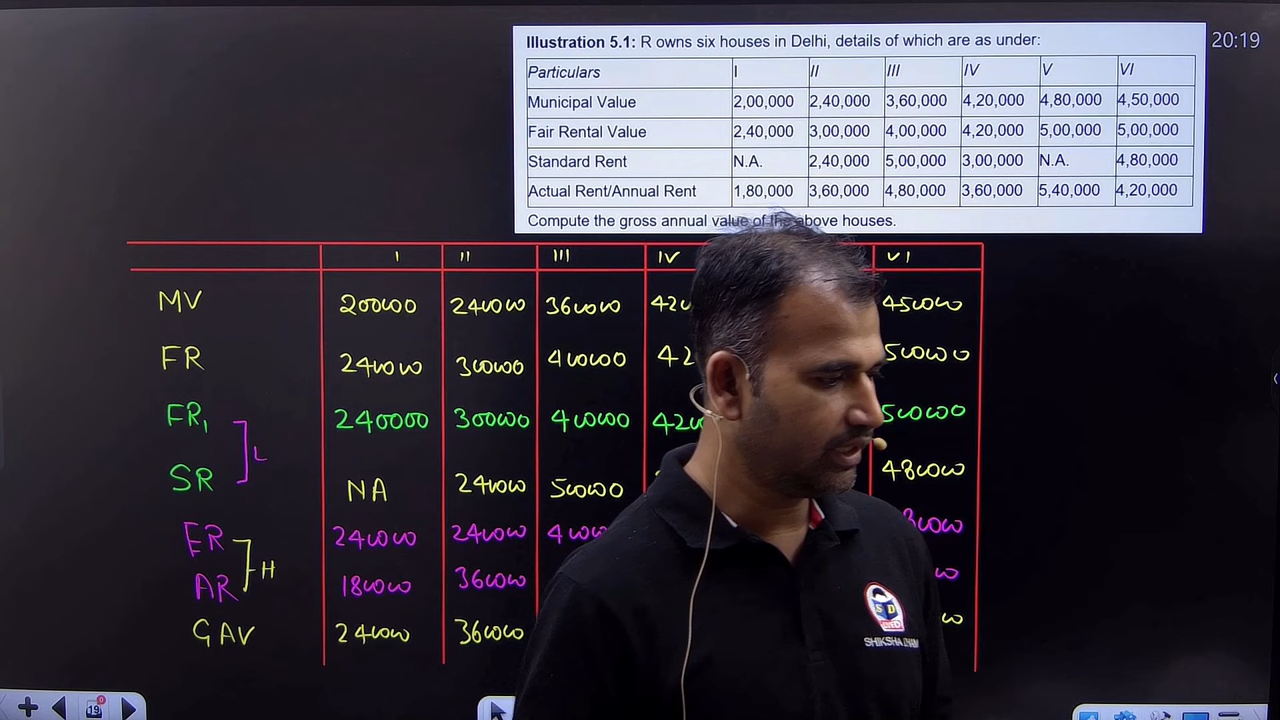 Illustration 5.1: R owns six houses in Delhi, details of which are as under:
20:19
Particulars I II III IV V VI
Municipal Value 2,00,000 2,40,000 3,60,000 4,20,000 4,80,000 4,50,000
Fair Rental Value 2,40,000 3,00,000 4,00,000 4,20,000 5,00,000 5,00,000
Standard Rent N.A. 2,40,000 5,00,000 3,00,000 N.A. 4,80,000
Actual Rent/Annual Rent 1,80,000 3,60,000 4,80,000 3,60,000 5,40,000 4,20,000
Compute the gross annual value of the above houses.
I II III IV VI
MV 200000 240000 360000 450000
FR 240000 300000 400000 500000
ER1 240000 300000 400000 500000
L
SR NA 240000 500000 480000
ER 240000 240000
H
AR 180000 360000
GAV 240000 360000
SD
SHIKSHA
19